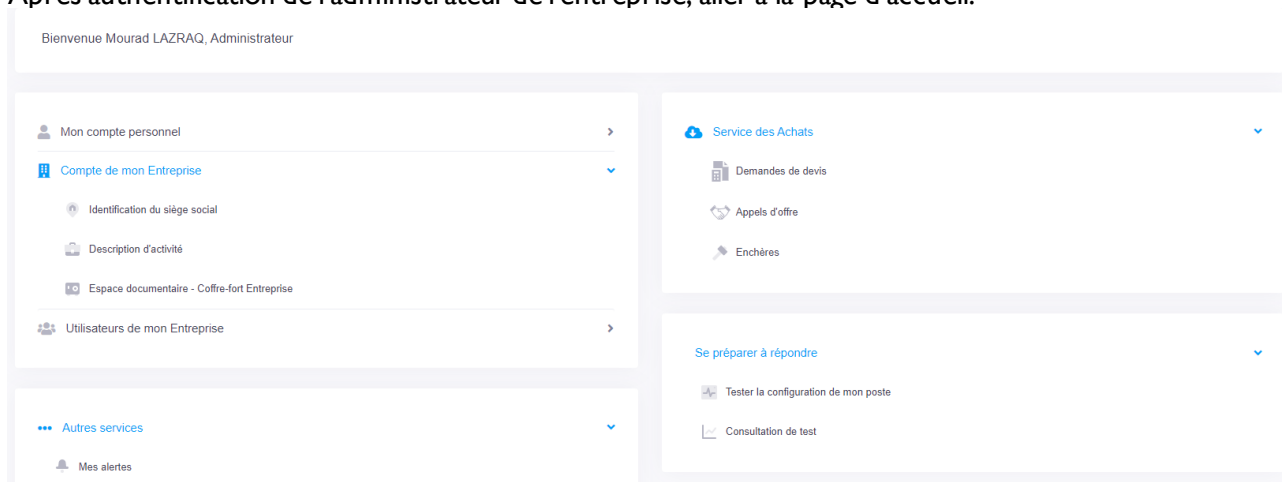 Après authentification de l'administrateur de l'entreprise, aller à la page d'accueil.
Bienvenue Mourad LAZRAQ, Administrateur
Mon compte personnel
Compte de mon Entreprise
Identification du siège social
Description d'activité
Espace documentaire - Coffre-fort Entreprise
Utilisateurs de mon Entreprise
Autres services
Mes alertes
Service des Achats
Demandes de devis
Appels d'offre
Enchères
Se préparer à répondre
Tester la configuration de mon poste
Consultation de test